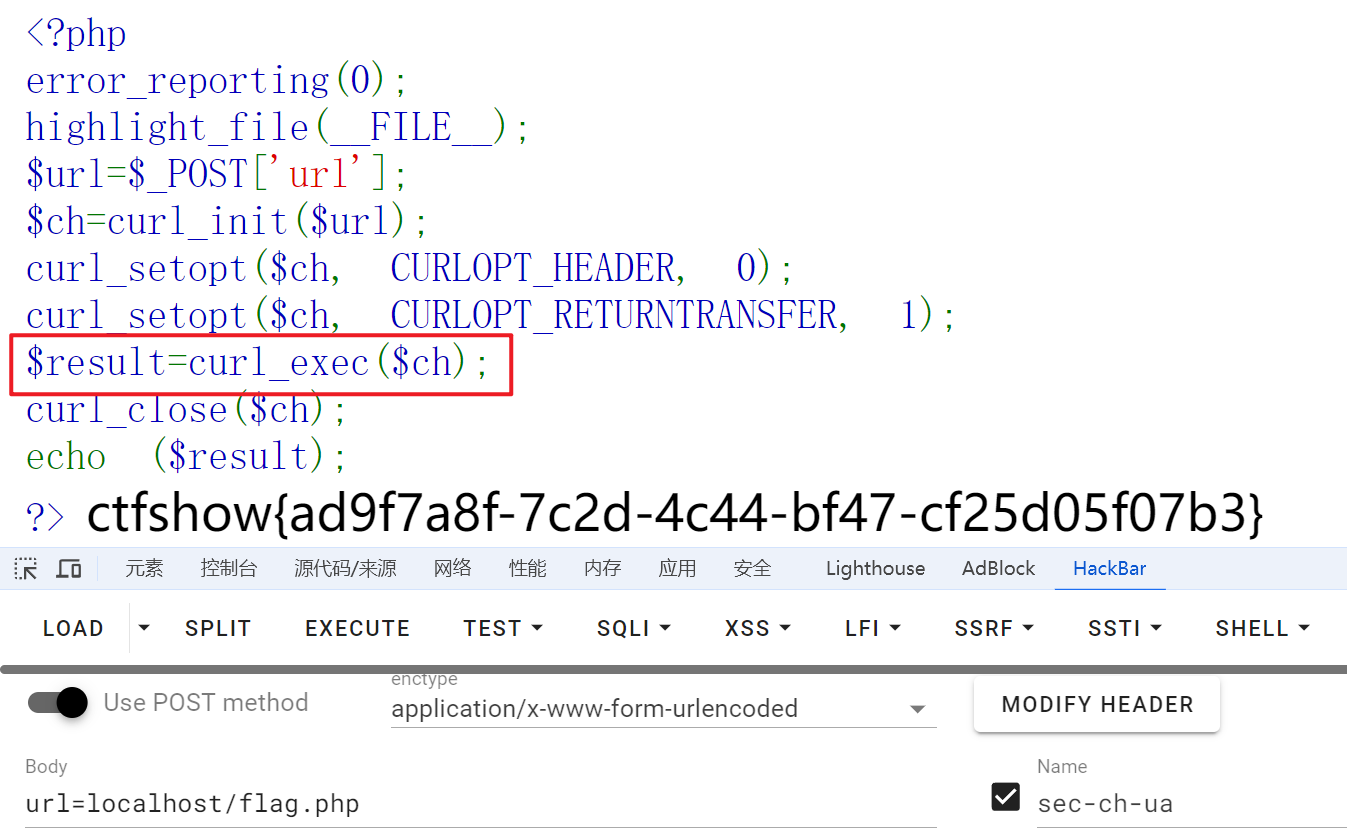 <?php
error_reporting(0);
highlight_file(__FILE__);
$url=$_POST['url'];
$ch=curl_init($url);
curl_setopt($ch, CURLOPT_HEADER, 0);
curl_setopt($ch, CURLOPT_RETURNTRANSFER, 1);
$result=curl_exec($ch);
curl_close($ch);
echo ($result);
?> ctfshow{ad9f7a8f-7c2d-4c44-bf47-cf25d05f07b3}
元素 控制台 源代码/来源 网络 性能 内存 应用 安全 Lighthouse AdBlock HackBar
LOAD SPLIT EXECUTE TEST SQLI XSS LFI SSRF SSTI SHELL
enctype
Use POST method application/x-www-form-urlencoded MODIFY HEADER
Body Name
url=localhost/flag.php sec-ch-ua